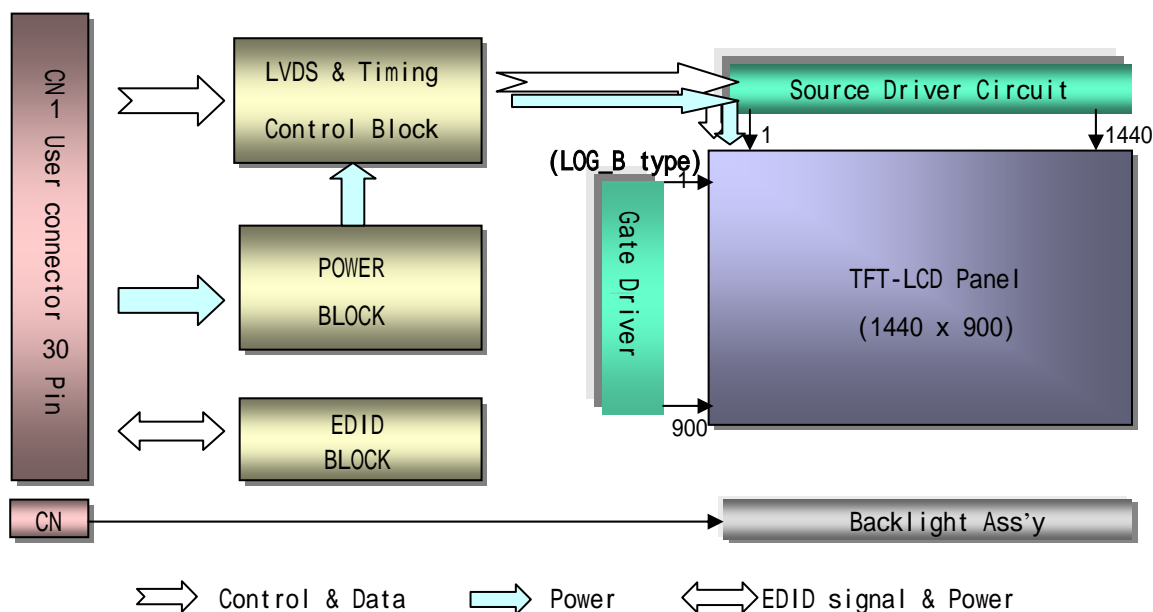 CN1 User connector 30 Pin
LVDS & Timing
Control Block
POWER
BLOCK
EDID
BLOCK
Source Driver Circuit
1
1440
(LOG_B type)
1
Gate Driver
900
TFT-LCD Panel
(1440 x 900)
CN
Backlight Ass'y
Control & Data
Power
EDID signal & Power